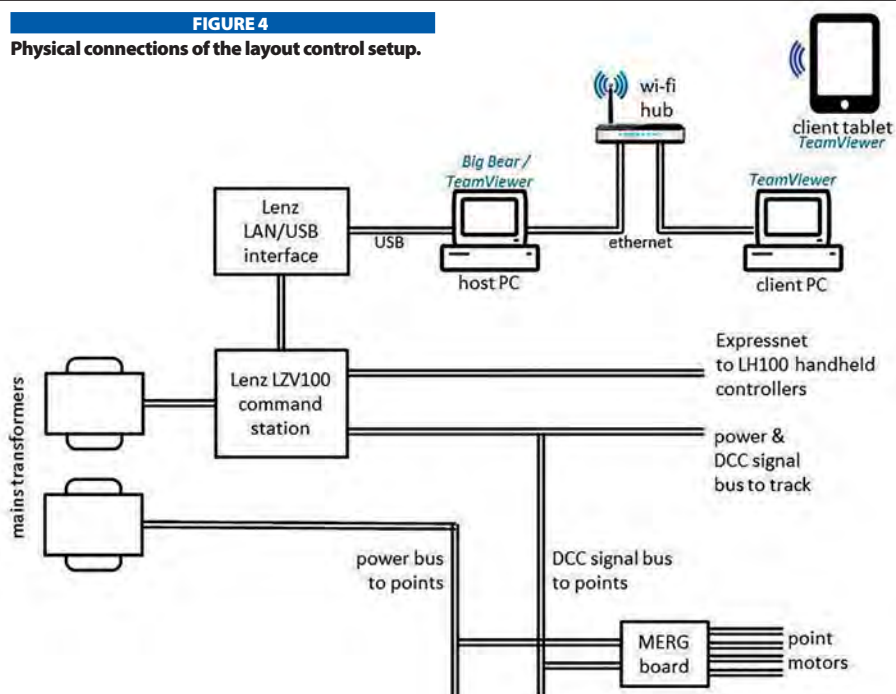 FIGURE 4
Physical connections of the layout control setup.
wi-fi
hub
client tablet
TeamViewer
Big Bear /
TeamViewer
TeamViewer
Lenz
LAN/USB
interface
USB
ethernet
host PC
client PC
Lenz LZV100
command
station
Expressnet
to LH100 handheld
controllers
mains transformers
power &
DCC signal
bus to track
power bus
to points
DCC signal bus
to points
MERG
board
point
motors